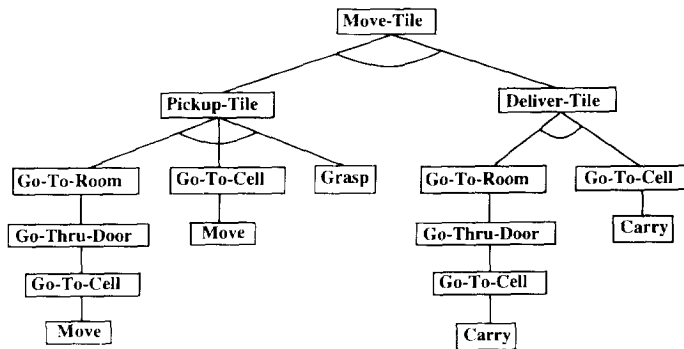 Move-Tile
Pickup-Tile
Deliver-Tile
Go-To-Room
Go-To-Cell
Grasp
Go-To-Room
Go-To-Cell
Go-Thru-Door
Move
Go-Thru-Door
Carry
Go-To-Cell
Go-To-Cell
Move
Carry